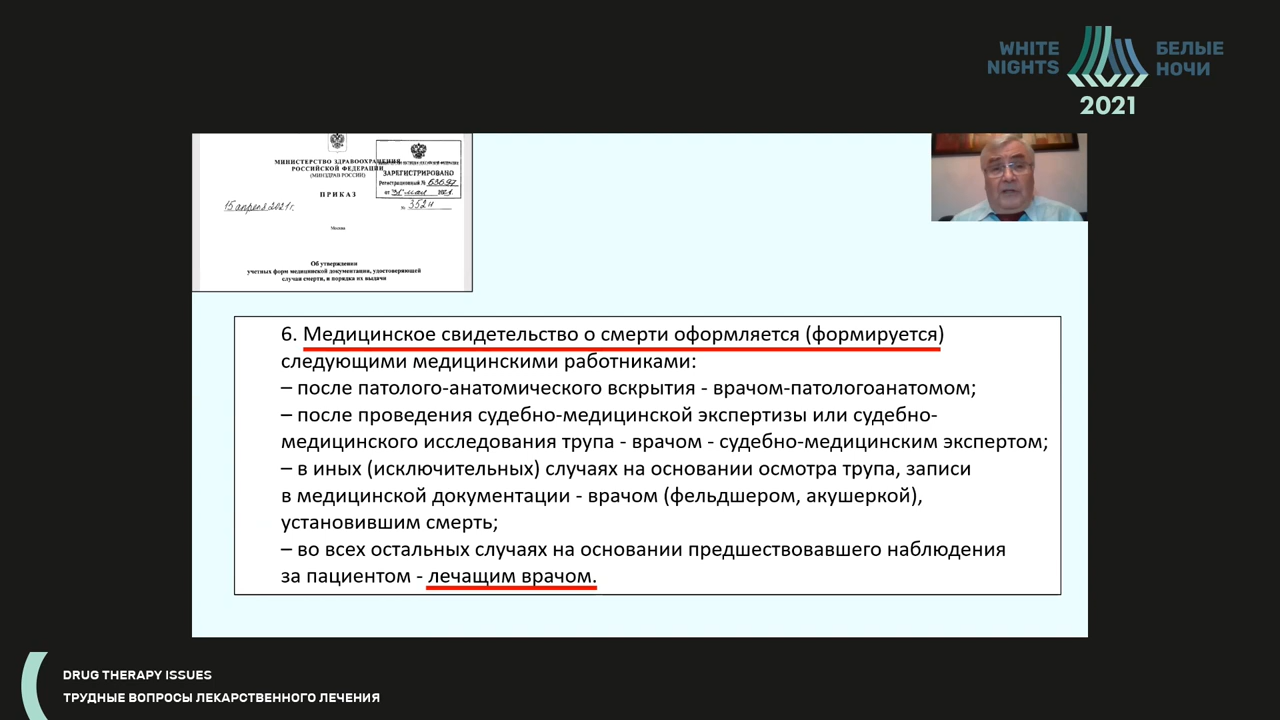 WHITE NIGHTS
БЕЛЫЕ НОЧИ
2021
МИНИСТЕРСТВО ЗДРАВООХРАНЕНИЯ
РОССИЙСКОЙ ФЕДЕРАЦИИ
(МИНЗДРАВ РОССИИ)
ПРИКАЗ
ЗАРЕГИСТРИРОВАНО
Регистрационный № 63697
от 31 мая 2021
15 апреля 2021г.
№ 352н
Москва
Об утверждении
учетных форм медицинской документации, удостоверяющей
случаи смерти, и порядка их выдачи
6. Медицинское свидетельство о смерти оформляется (формируется)
следующими медицинскими работниками:
– после патолого-анатомического вскрытия - врачом-патологоанатомом;
– после проведения судебно-медицинской экспертизы или судебно-
медицинского исследования трупа - врачом - судебно-медицинским экспертом;
– в иных (исключительных) случаях на основании осмотра трупа, записи
в медицинской документации - врачом (фельдшером, акушеркой),
установившим смерть;
– во всех остальных случаях на основании предшествовавшего наблюдения
за пациентом - лечащим врачом.
DRUG THERAPY ISSUES
ТРУДНЫЕ ВОПРОСЫ ЛЕКАРСТВЕННОГО ЛЕЧЕНИЯ